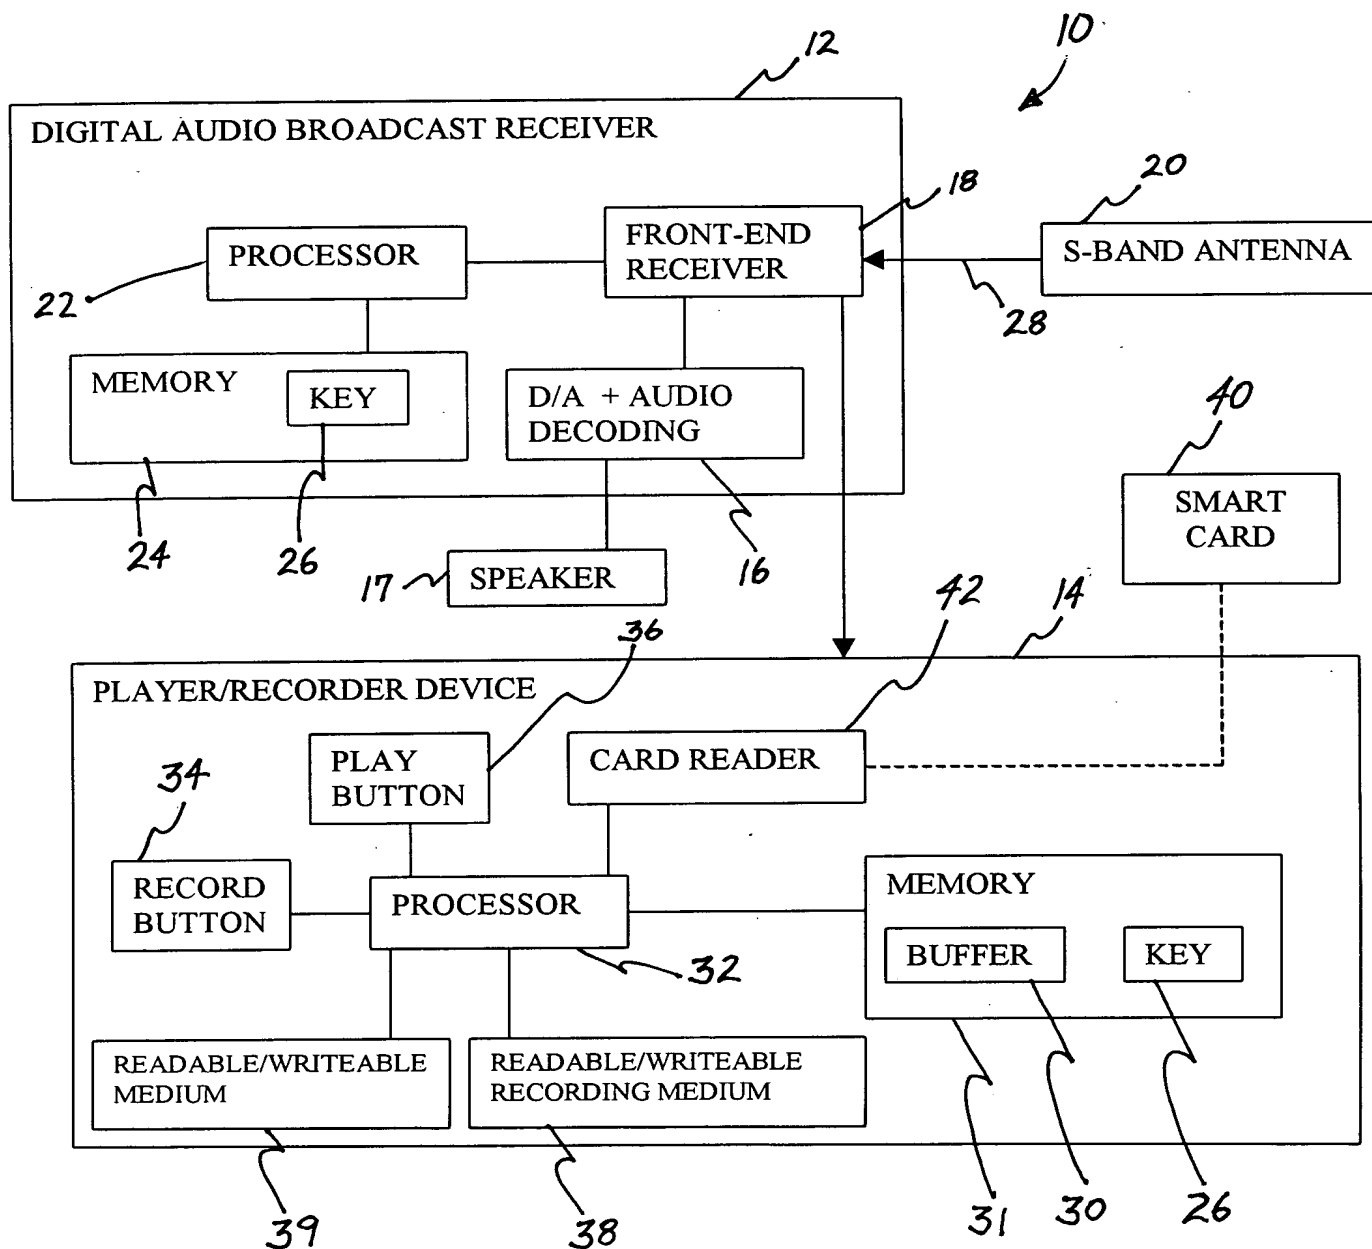 10
12
DIGITAL AUDIO BROADCAST RECEIVER
18
20
PROCESSOR
FRONT-END
RECEIVER
S-BAND ANTENNA
22
28
MEMORY
KEY
D/A + AUDIO
DECODING
40
SMART
CARD
24
26
17
SPEAKER
16
42
14
36
PLAYER/RECORDER DEVICE
34
PLAY
BUTTON
CARD READER
RECORD
BUTTON
PROCESSOR
MEMORY
32
BUFFER
KEY
READABLE/WRITEABLE
MEDIUM
READABLE/WRITEABLE
RECORDING MEDIUM
39
38
31
30
26